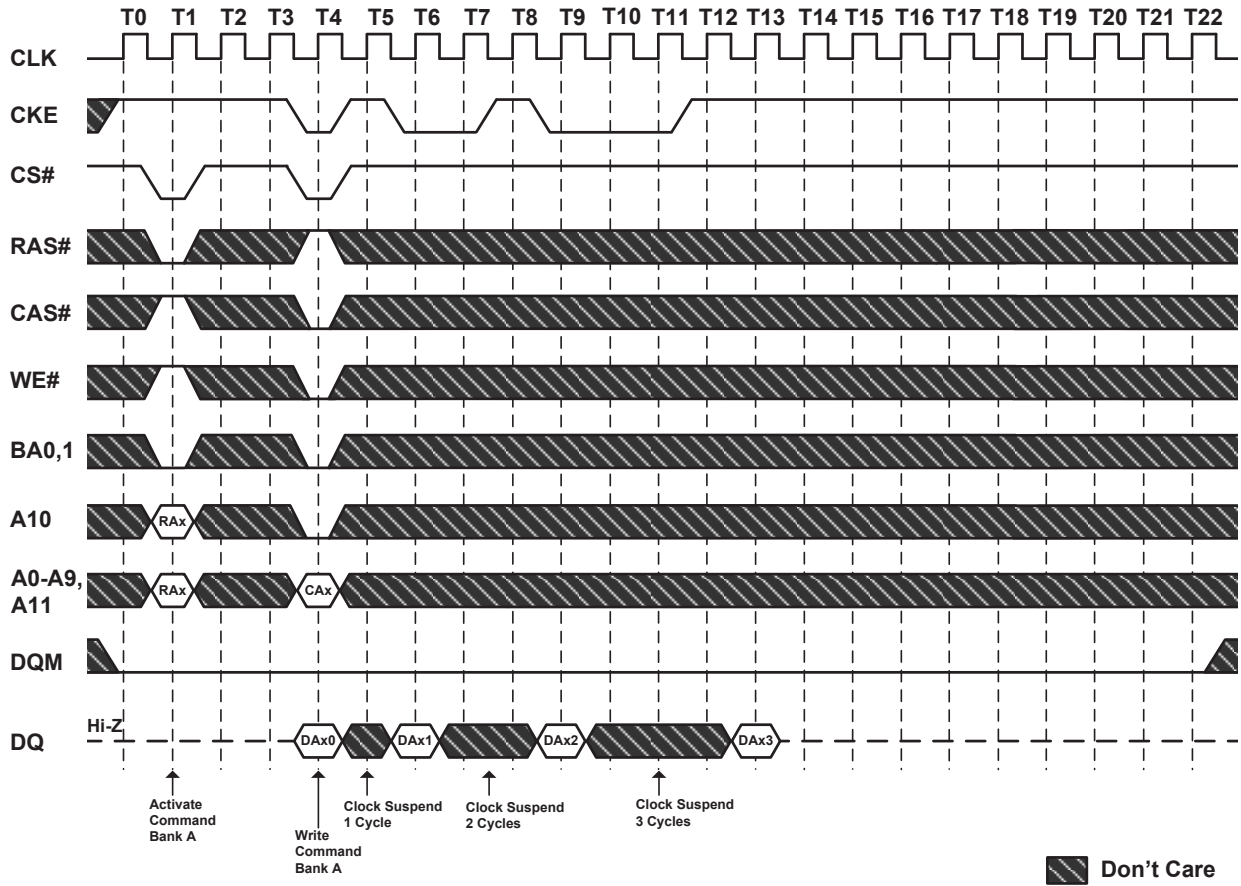 T0 T1 T2 T3 T4 T5 T6 T7 T8 T9 T10 T11 T12 T13 T14 T15 T16 T17 T18 T19 T20 T21 T22
CLK
CKE
CS#
RAS#
CAS#
WE#
BA0,1
A10
RAx
A0-A9,
A11
RAx
CAx
DQM
Hi-Z
DQ
DAx0
DAx1
DAx2
DAx3
Activate
Command
Bank A
Write
Command
Bank A
Clock Suspend
1 Cycle
Clock Suspend
2 Cycles
Clock Suspend
3 Cycles
Don't Care